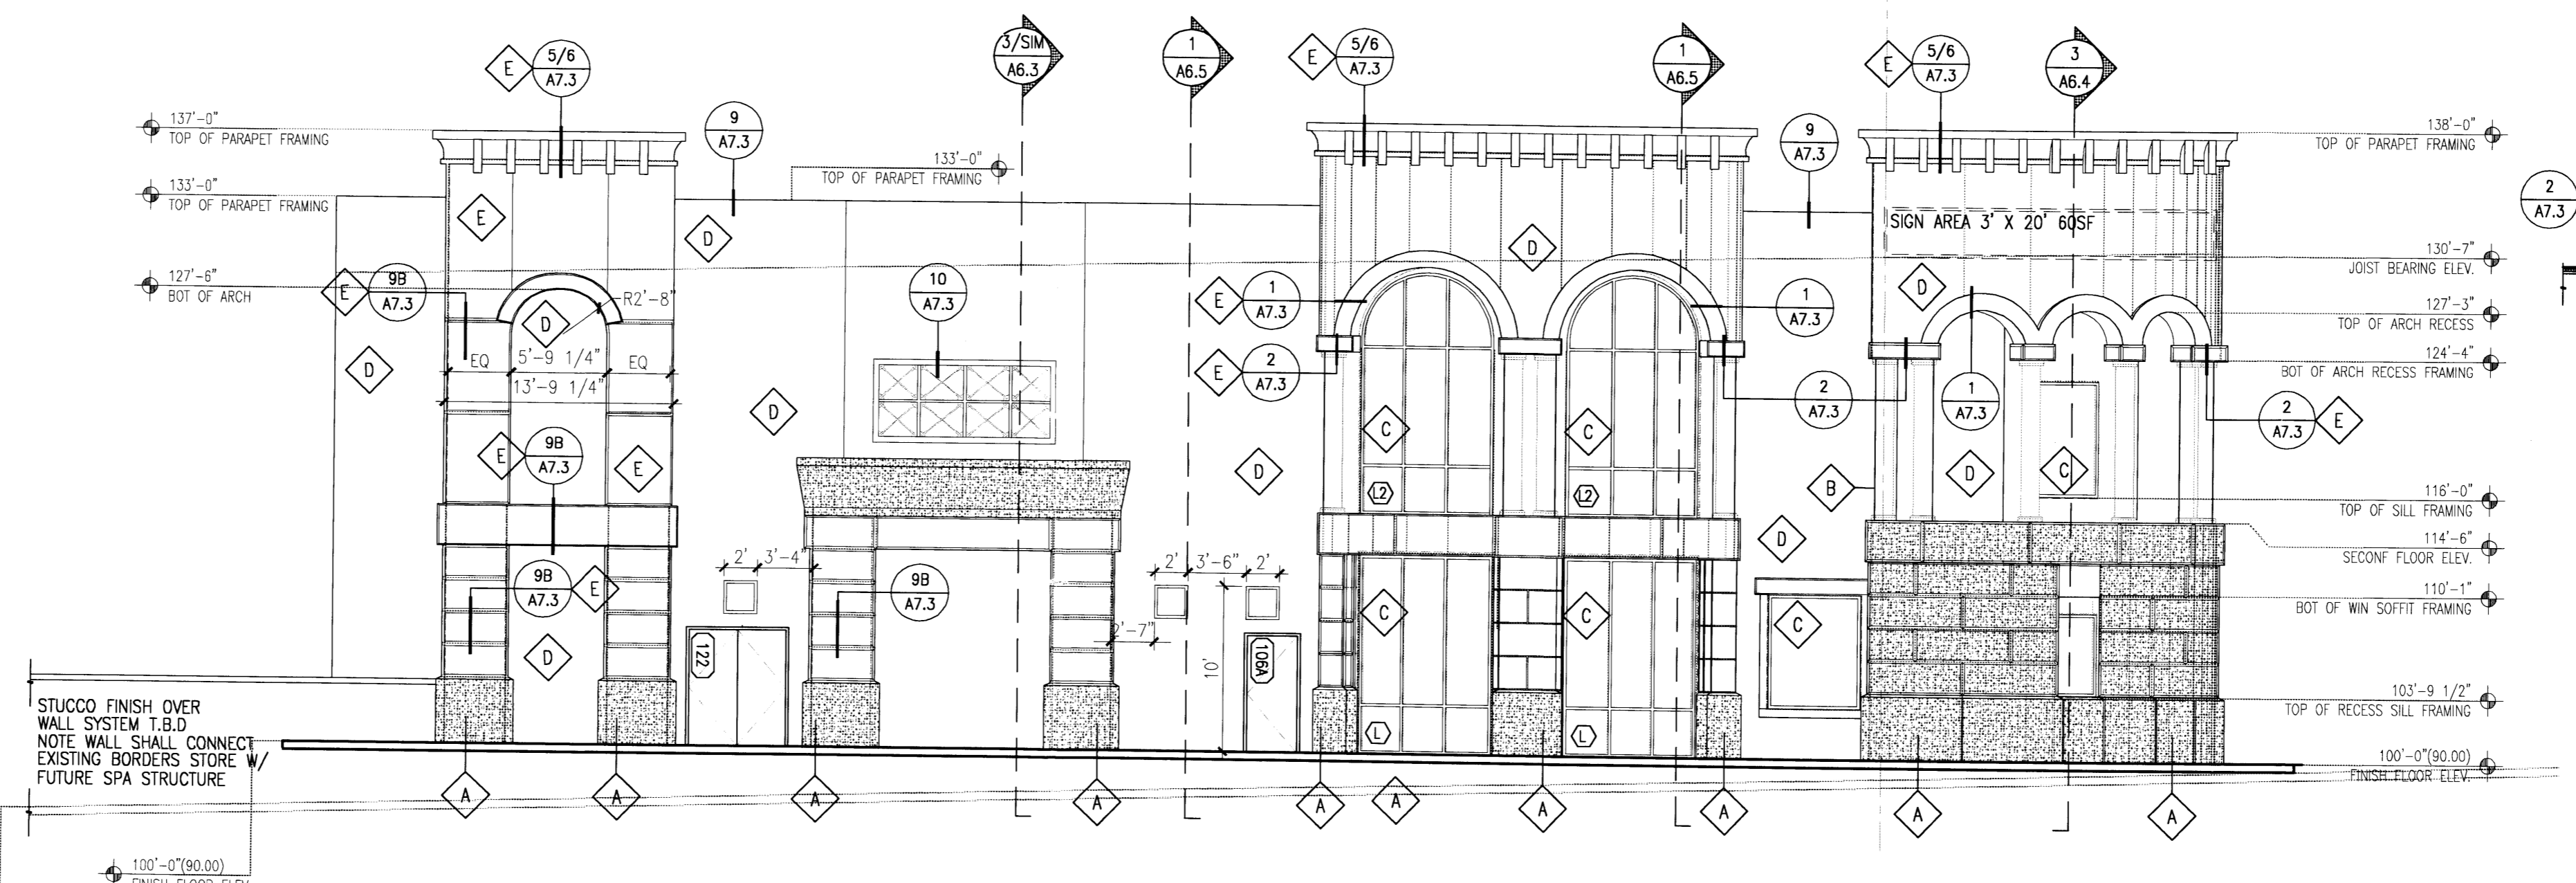 E
5/6
A7.3
3/SIM
A6.3
1
A6.5
E
5/6
A7.3
1
A6.5
E
5/6
A7.3
3
A6.4
137'-0"
TOP OF PARAPET FRAMING
9
A7.3
133'-0"
TOP OF PARAPET FRAMING
9
A7.3
138'-0"
TOP OF PARAPET FRAMING
133'-0"
TOP OF PARAPET FRAMING
2
A7.3
E
D
D
SIGN AREA 3' X 20' 60SF
130'-7"
JOIST BEARING ELEV.
127'-6"
BOT OF ARCH
E
9B
A7.3
R2'-8"
D
10
A7.3
E
1
A7.3
1
A7.3
D
127'-3"
TOP OF ARCH RECESS
D
EQ
5'-9 1/4"
EQ
13'-9 1/4"
E
2
A7.3
2
A7.3
1
A7.3
124'-4"
BOT OF ARCH RECESS FRAMING
2
A7.3
E
D
C
C
E
9B
A7.3
E
D
L2
L2
B
D
C
116'-0"
TOP OF SILL FRAMING
D
114'-6"
SECONF FLOOR ELEV.
9B
A7.3
E
2'
3'-4"
9B
A7.3
2'
3'-6"
2'
110'-1"
BOT OF WIN SOFFIT FRAMING
C
C
C
D
122
2'-7"
10'
106A
103'-9 1/2"
TOP OF RECESS SILL FRAMING
L
L
STUCCO FINISH OVER
WALL SYSTEM T.B.D
NOTE WALL SHALL CONNECT
EXISTING BORDERS STORE W/
FUTURE SPA STRUCTURE
100'-0"(90.00)
FINISH FLOOR ELEV.
A
A
A
A
A
A
A
A
A
A
100'-0"(90.00)
FINISH FLOOR ELEV